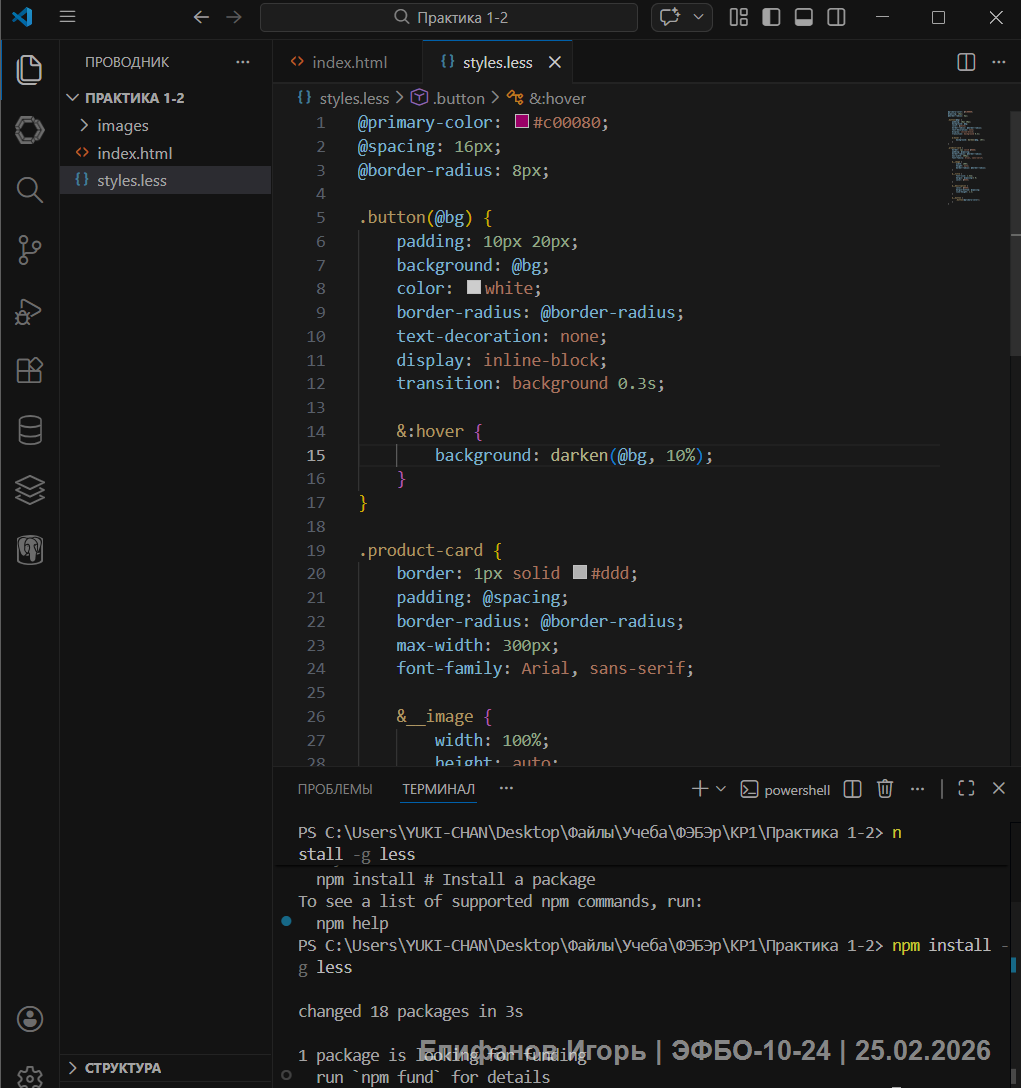 Практика 1-2
ПРОВОДНИК
ПРАКТИКА 1-2
images
index.html
styles.less
СТРУКТУРА
index.html
styles.less
styles.less > .button > &:hover
1 @primary-color: #c00080;
2 @spacing: 16px;
3 @border-radius: 8px;
4
5 .button(@bg) {
6 padding: 10px 20px;
7 background: @bg;
8 color: white;
9 border-radius: @border-radius;
10 text-decoration: none;
11 display: inline-block;
12 transition: background 0.3s;
13
14 &:hover {
15 background: darken(@bg, 10%);
16 }
17 }
18
19 .product-card {
20 border: 1px solid #ddd;
21 padding: @spacing;
22 border-radius: @border-radius;
23 max-width: 300px;
24 font-family: Arial, sans-serif;
25
26 &__image {
27 width: 100%;
28 height: auto;
ПРОБЛЕМЫ ТЕРМИНАЛ
powershell
PS C:\Users\YUKI-CHAN\Desktop\Файлы\Учеба\ФЭБЭр\КР1\Практика 1-2> n
stall -g less
npm install # Install a package
To see a list of supported npm commands, run:
npm help
PS C:\Users\YUKI-CHAN\Desktop\Файлы\Учеба\ФЭБЭр\КР1\Практика 1-2> npm install -
g less
changed 18 packages in 3s
1 package is looking for funding
run `npm fund` for details
Епифанов Игорь | ЭФБО-10-24 | 25.02.2026